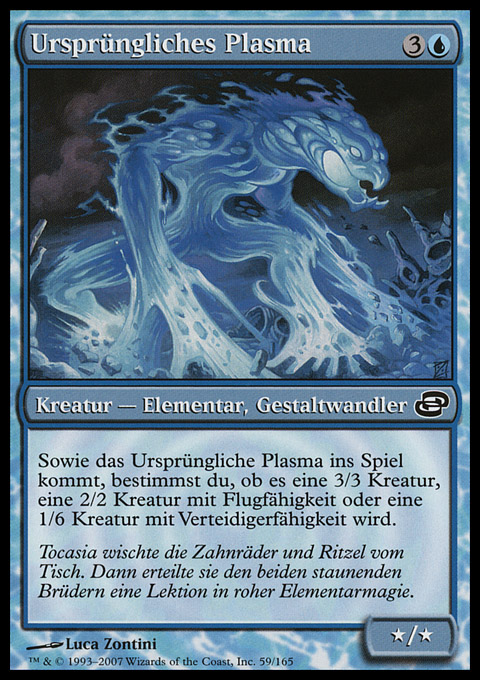 Ursprüngliches Plasma 3
Kreatur — Elementar, Gestaltwandler
Sowie das Ursprüngliche Plasma ins Spiel
kommt, bestimmst du, ob es eine 3/3 Kreatur,
eine 2/2 Kreatur mit Flugfähigkeit oder eine
1/6 Kreatur mit Verteidigerfähigkeit wird.
Tocasia wischte die Zahnräder und Ritzel vom
Tisch. Dann erteilte sie den beiden staunenden
Brüdern eine Lektion in roher Elementarmagie.
★/★
Luca Zontini
™ & © 1993–2007 Wizards of the Coast, Inc. 59/165